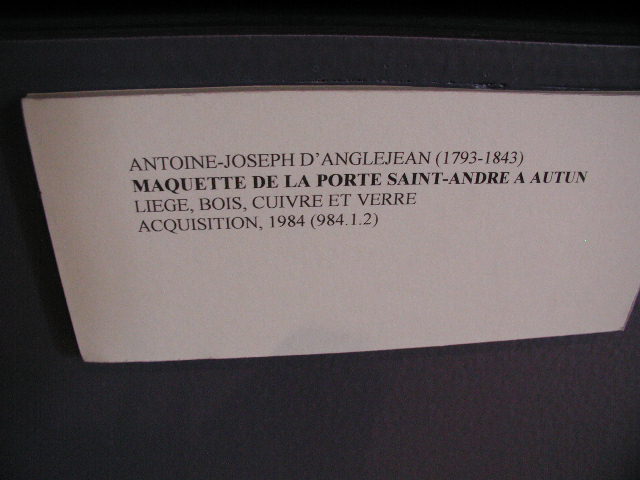 ANTOINE-JOSEPH D'ANGLEJEAN (1793-1843)
MAQUETTE DE LA PORTE SAINT-ANDRE A AUTUN
LIEGE, BOIS, CUIVRE ET VERRE
ACQUISITION, 1984 (984.1.2)